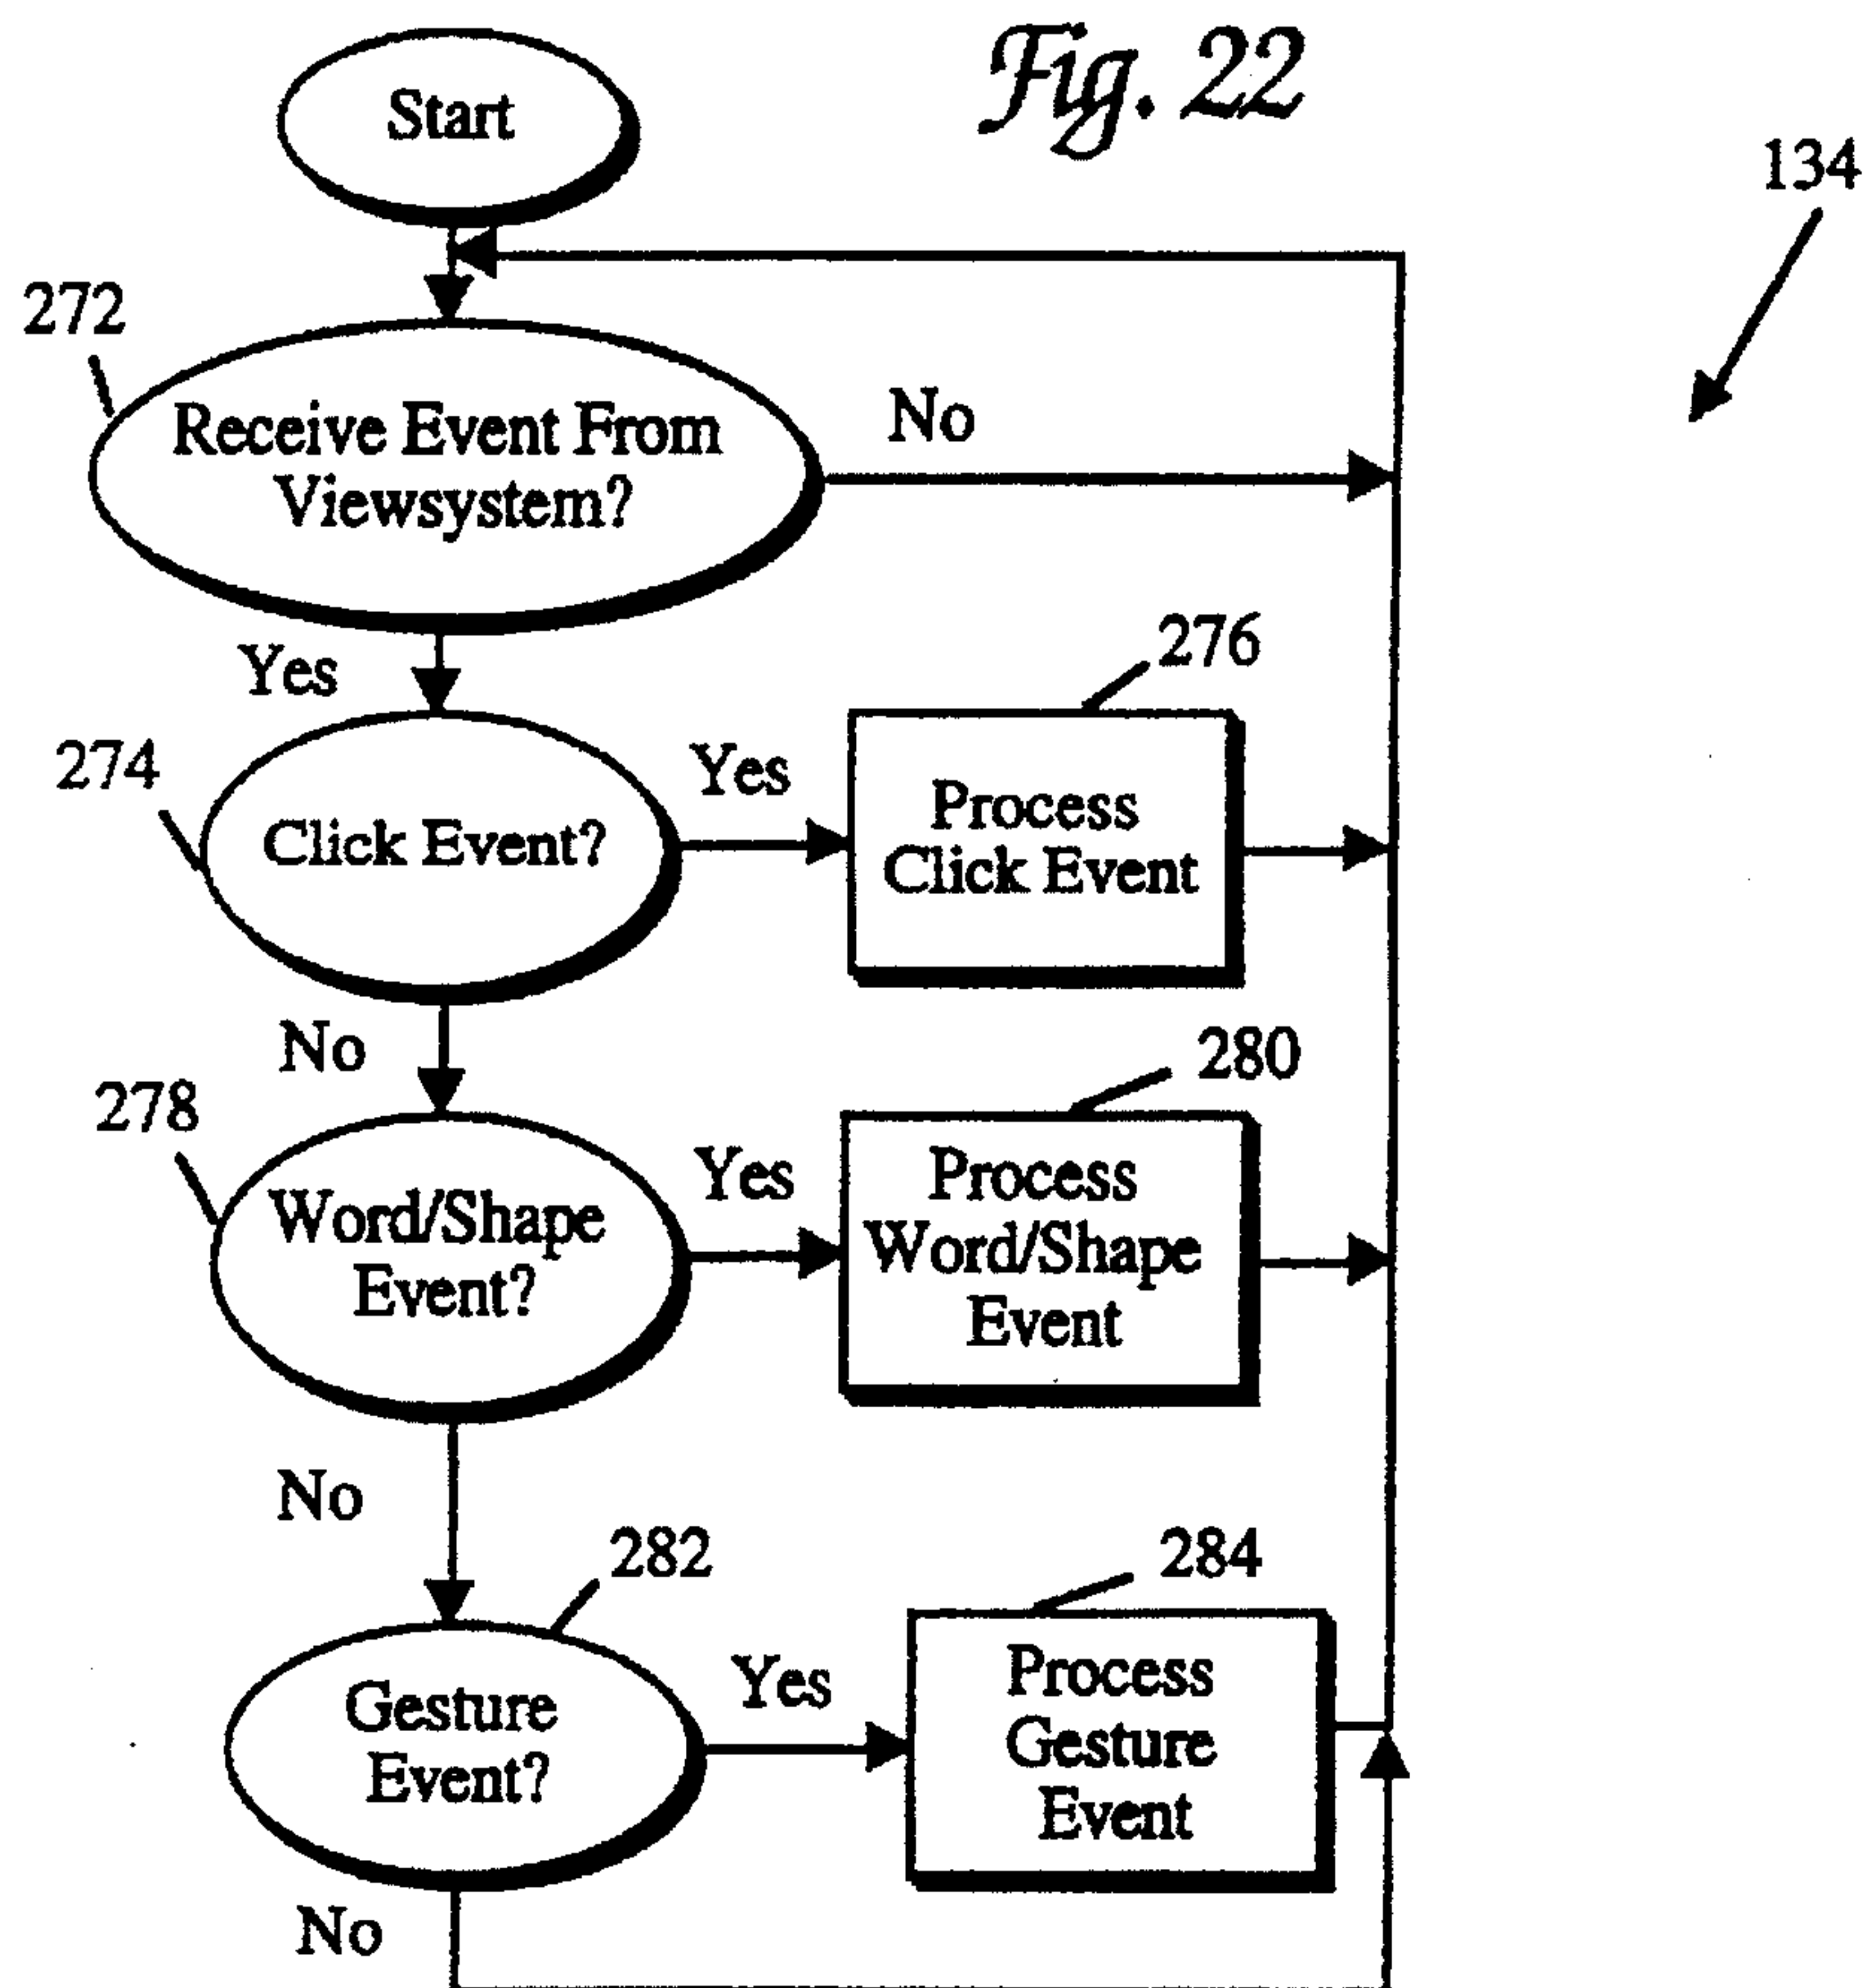 Fig. 22
Start
134
272
Receive Event From
Viewsystem?
No
Yes
276
274
Click Event?
Yes
Process
Click Event
No
280
278
Word/Shape
Event?
Yes
Process
Word/Shape
Event
No
282
284
Gesture
Event?
Yes
Process
Gesture
Event
No